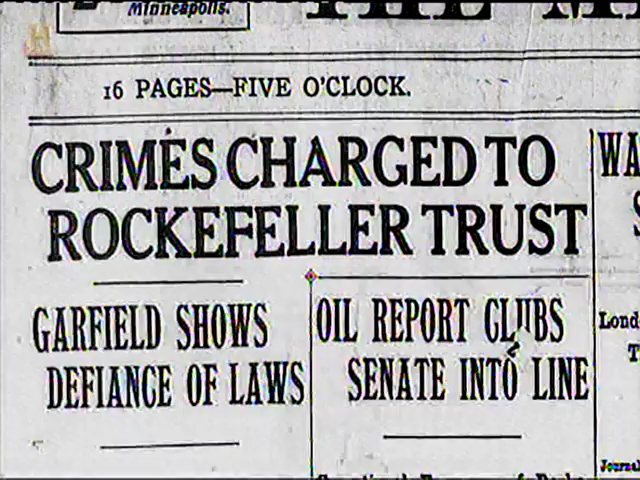 Minneapolis.
16 PAGES—FIVE O'CLOCK.
CRIMES CHARGED TO
ROCKEFELLER TRUST
GARFIELD SHOWS
DEFIANCE OF LAWS
OIL REPORT CLUBS
SENATE INTO LINE
WA
S
Lond
T
Journal
H